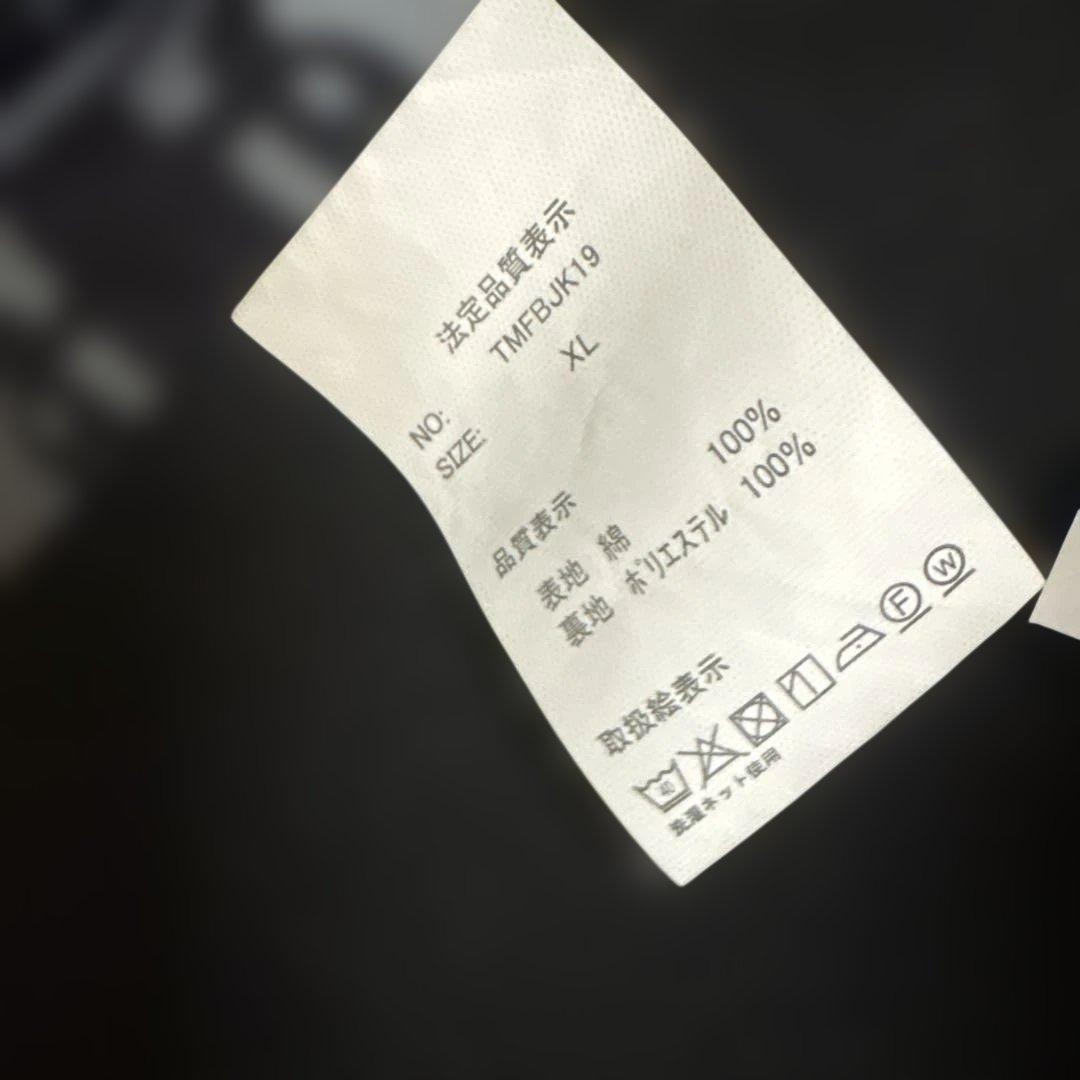 法定品質表示
NO: TMFBJK19
SIZE: XL
品質表示
表地 綿 100%
裏地 ポリエステル 100%
取扱絵表示
40 F W
洗濯ネット使用